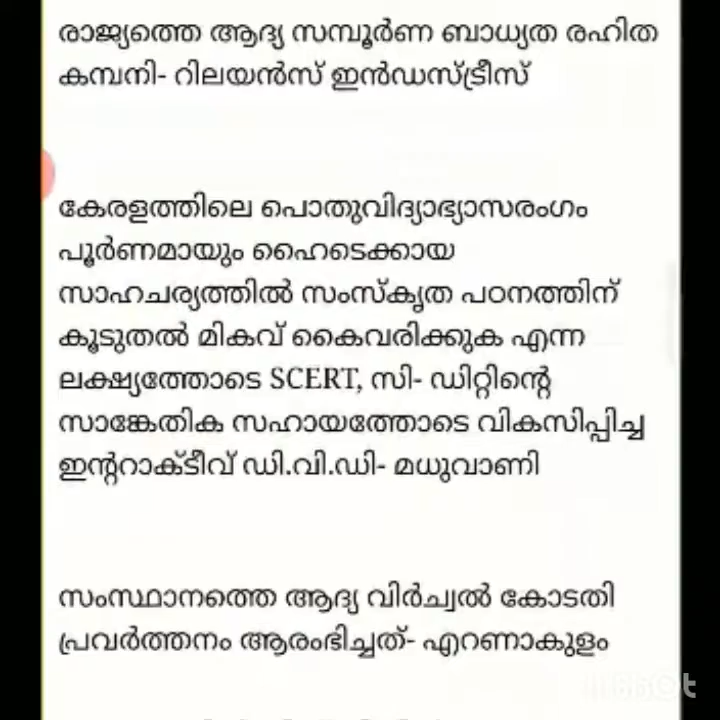 രാജ്യത്തെ ആദ്യ സമ്പൂർണ ബാധ്യത രഹിത
കമ്പനി- റിലയൻസ് ഇൻഡസ്ട്രീസ്
കേരളത്തിലെ പൊതുവിദ്യാഭ്യാസരംഗം
പൂർണമായും ഹൈടെക്കായ
സാഹചര്യത്തിൽ സംസ്കൃത പഠനത്തിന്
കൂടുതൽ മികവ് കൈവരിക്കുക എന്ന
ലക്ഷ്യത്തോടെ SCERT, സി- ഡിറ്റിന്റെ
സാങ്കേതിക സഹായത്തോടെ വികസിപ്പിച്ച
ഇന്ററാക്ടീവ് ഡി.വി.ഡി- മധുവാണി
സംസ്ഥാനത്തെ ആദ്യ വിർച്വൽ കോടതി
പ്രവർത്തനം ആരംഭിച്ചത്- എറണാകുളം